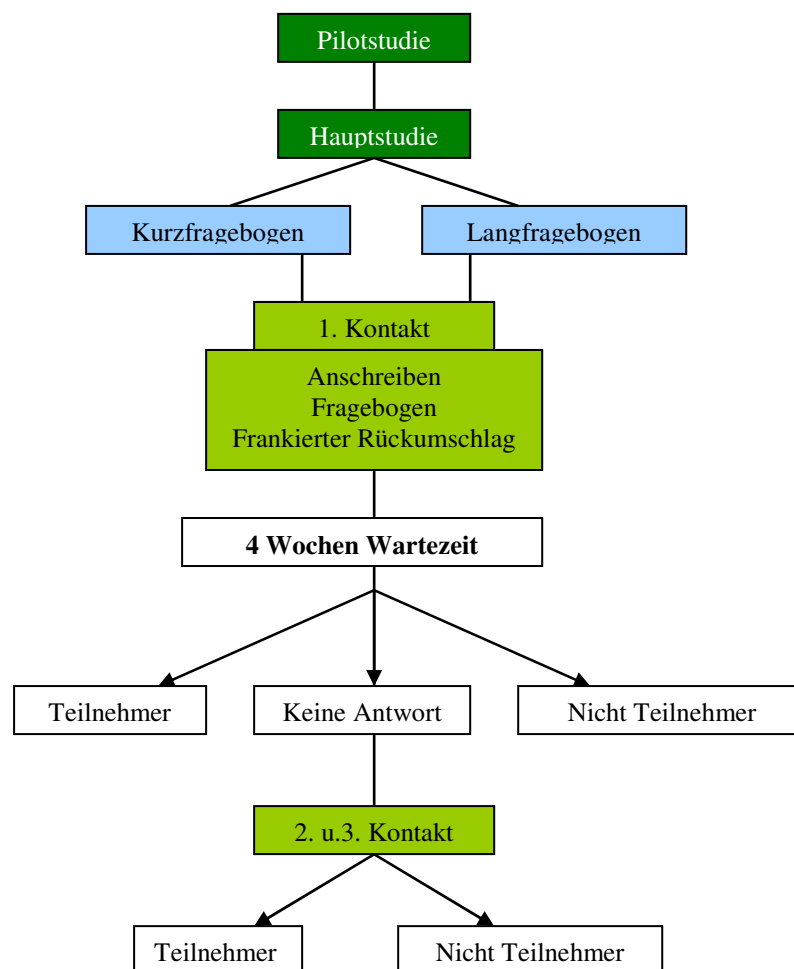 Pilotstudie
Hauptstudie
Kurzfragebogen
Langfragebogen
1. Kontakt
Anschreiben
Fragebogen
Frankierter Rückumschlag
4 Wochen Wartezeit
Teilnehmer
Keine Antwort
Nicht Teilnehmer
2. u.3. Kontakt
Teilnehmer
Nicht Teilnehmer